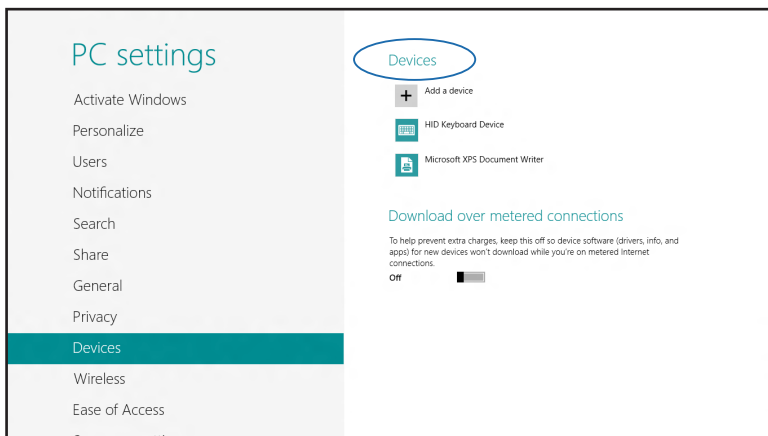 PC settings
Activate Windows
Personalize
Users
Notifications
Search
Share
General
Privacy
Devices
Wireless
Ease of Access
Devices
Add a device
HID Keyboard Device
Microsoft XPS Document Writer
Download over metered connections
To help prevent extra charges, keep this off so device software (drivers, info, and
apps) for new devices won't download while you're on metered Internet
connections.
Off